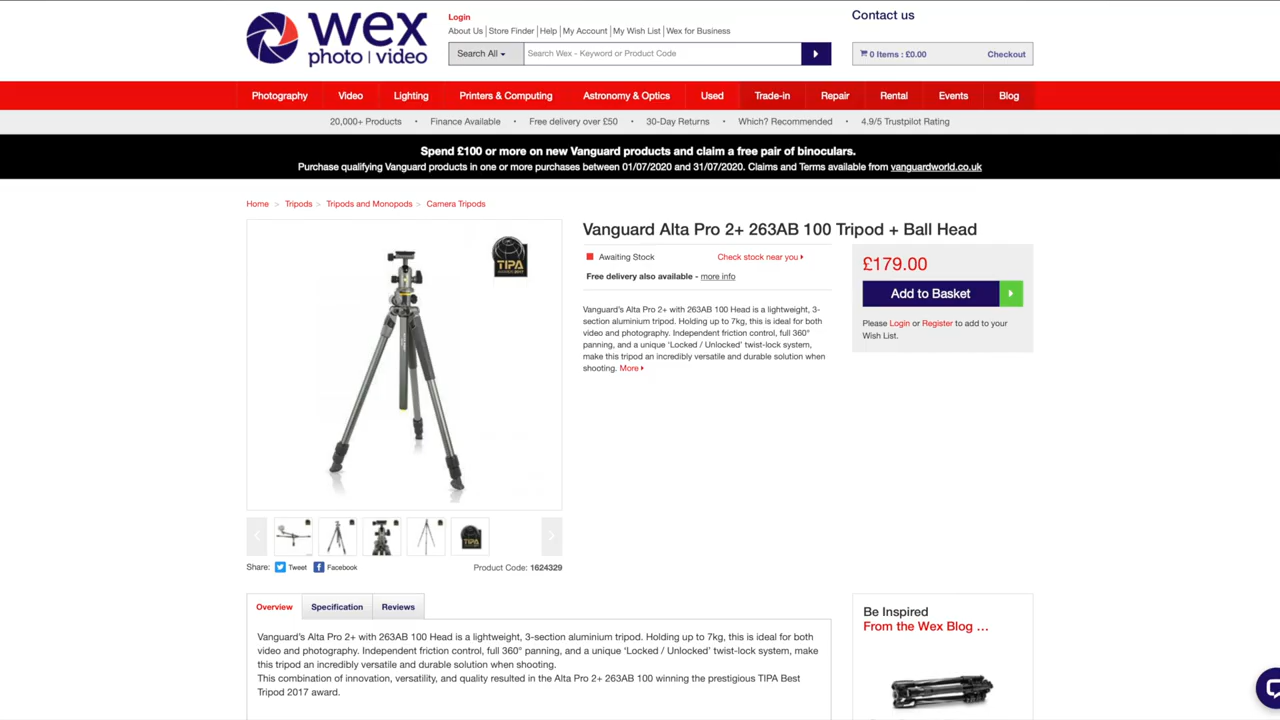 wex
photo | video
Login
About Us | Store Finder | Help | My Account | My Wish List | Wex for Business
Search All
Search Wex - Keyword or Product Code
Contact us
0 Items : £0.00
Checkout
Photography Video Lighting Printers & Computing Astronomy & Optics Used Trade-in Repair Rental Events Blog
20,000+ Products • Finance Available • Free delivery over £50 • 30-Day Returns • Which? Recommended • 4.9/5 Trustpilot Rating
Spend £100 or more on new Vanguard products and claim a free pair of binoculars.
Purchase qualifying Vanguard products in one or more purchases between 01/07/2020 and 31/07/2020. Claims and Terms available from vanguardworld.co.uk
Home > Tripods > Tripods and Monopods > Camera Tripods
TIPA
Vanguard Alta Pro 2+ 263AB 100 Tripod + Ball Head
Awaiting Stock
Check stock near you
Free delivery also available - more info
Vanguard's Alta Pro 2+ with 263AB 100 Head is a lightweight, 3-
section aluminium tripod. Holding up to 7kg, this is ideal for both
video and photography. Independent friction control, full 360°
panning, and a unique 'Locked / Unlocked' twist-lock system,
make this tripod an incredibly versatile and durable solution when
shooting. More
£179.00
Add to Basket
Please Login or Register to add to your
Wish List.
TIPA
Share: Tweet Facebook
Product Code: 1624329
Overview Specification Reviews
Vanguard's Alta Pro 2+ with 263AB 100 Head is a lightweight, 3-section aluminium tripod. Holding up to 7kg, this is ideal for both
video and photography. Independent friction control, full 360° panning, and a unique 'Locked / Unlocked' twist-lock system, make
this tripod an incredibly versatile and durable solution when shooting.
This combination of innovation, versatility, and quality resulted in the Alta Pro 2+ 263AB 100 winning the prestigious TIPA Best
Tripod 2017 award.
Be Inspired
From the Wex Blog …